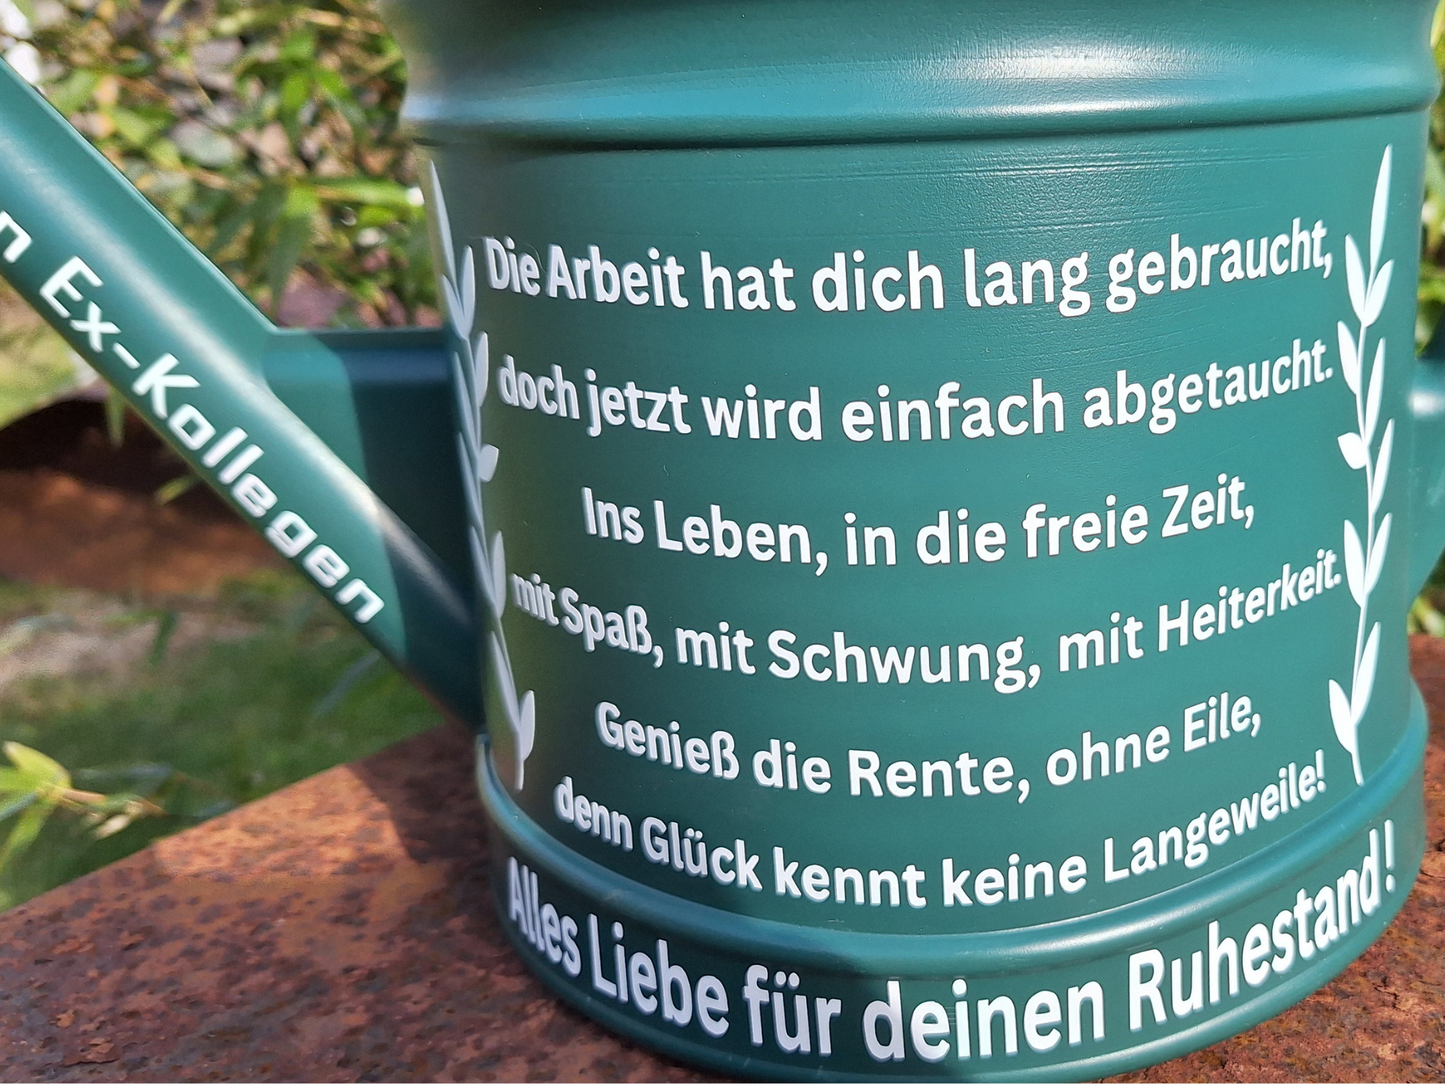 Die Arbeit hat dich lang gebraucht,
doch jetzt wird einfach abgetaucht.
Ins Leben, in die freie Zeit,
mit Spaß, mit Schwung, mit Heiterkeit.
Genieß die Rente, ohne Eile,
denn Glück kennt keine Langeweile!
Alles Liebe für deinen Ruhestand!
Ex-Kollegen